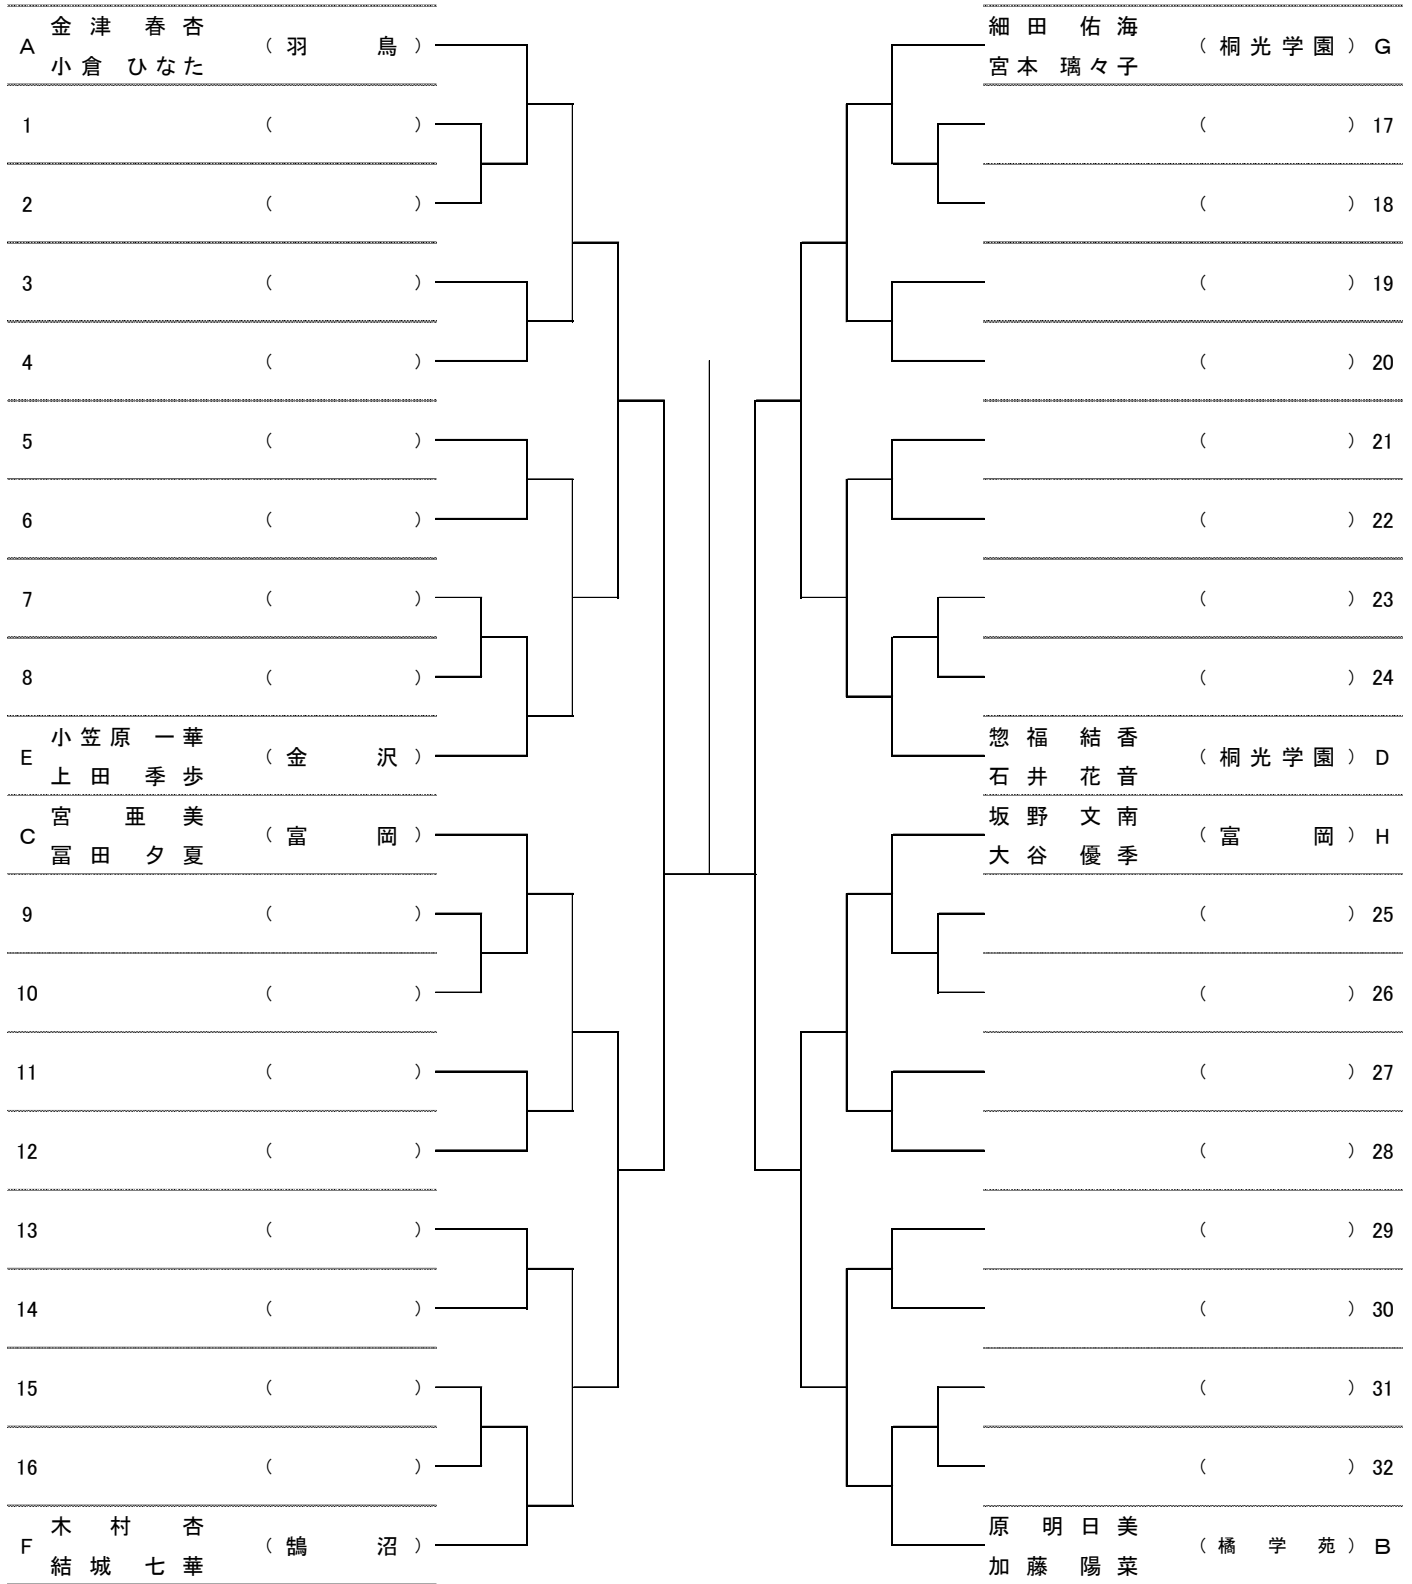 A 金津 春杏 (羽 鳥)
小倉 ひなた
1 ( )
2 ( )
3 ( )
4 ( )
5 ( )
6 ( )
7 ( )
8 ( )
E 小笠原 一華 (金 沢)
上田 季歩
C 宮 亜美 (富 岡)
冨田 夕夏
9 ( )
10 ( )
11 ( )
12 ( )
13 ( )
14 ( )
15 ( )
16 ( )
F 木村 杏 (鵠 沼)
結城 七華
細田 佑海 (桐光学園) G
宮本 璃々子
( ) 17
( ) 18
( ) 19
( ) 20
( ) 21
( ) 22
( ) 23
( ) 24
惣福 結香 (桐光学園) D
石井 花音
坂野 文南 (富 岡) H
大谷 優季
( ) 25
( ) 26
( ) 27
( ) 28
( ) 29
( ) 30
( ) 31
( ) 32
原 明日美 (橘学苑) B
加藤 陽菜